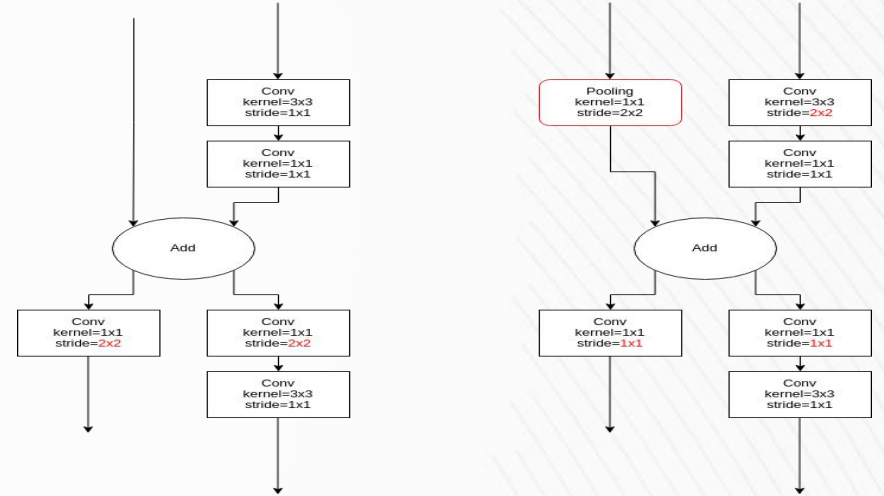 Conv
kernel=3x3
stride=1x1
Conv
kernel=1x1
stride=1x1
Add
Conv
kernel=1x1
stride=2x2
Conv
kernel=1x1
stride=2x2
Conv
kernel=3x3
stride=1x1
Pooling
kernel=1x1
stride=2x2
Conv
kernel=3x3
stride=2x2
Conv
kernel=1x1
stride=1x1
Add
Conv
kernel=1x1
stride=1x1
Conv
kernel=1x1
stride=1x1
Conv
kernel=3x3
stride=1x1